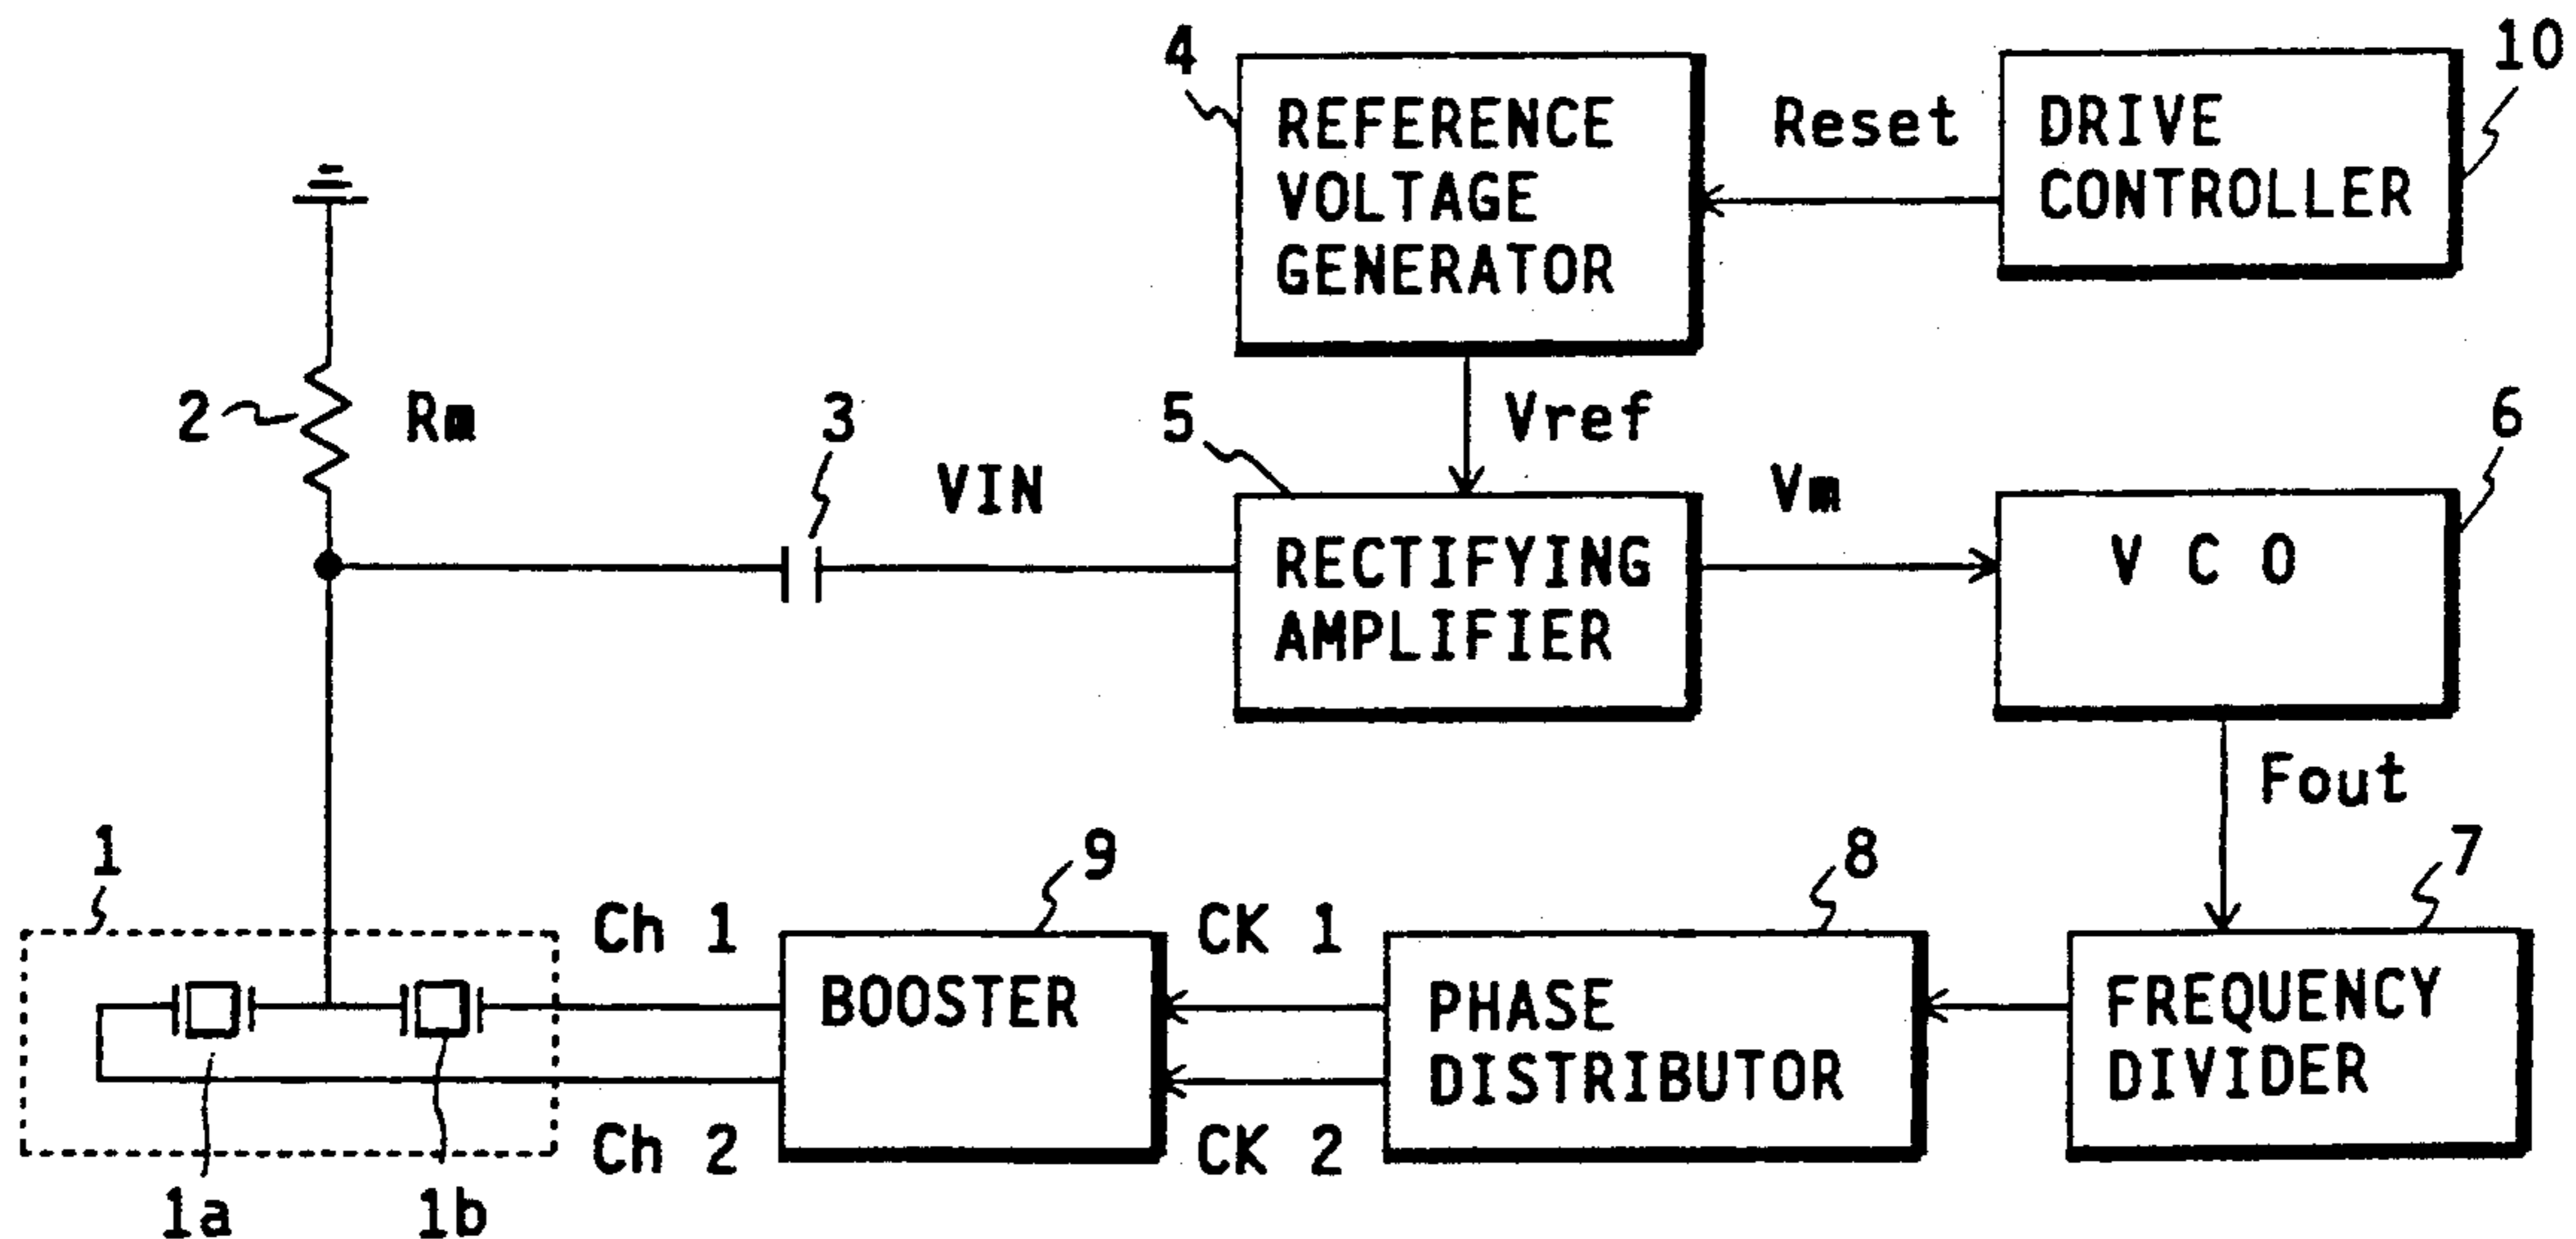 4
REFERENCE
VOLTAGE
GENERATOR
Reset
10
DRIVE
CONTROLLER
2
Rm
3
VIN
Vref
5
RECTIFYING
AMPLIFIER
Vm
6
V C O
Fout
1
1a
1b
Ch 1
Ch 2
9
BOOSTER
CK 1
CK 2
8
PHASE
DISTRIBUTOR
7
FREQUENCY
DIVIDER